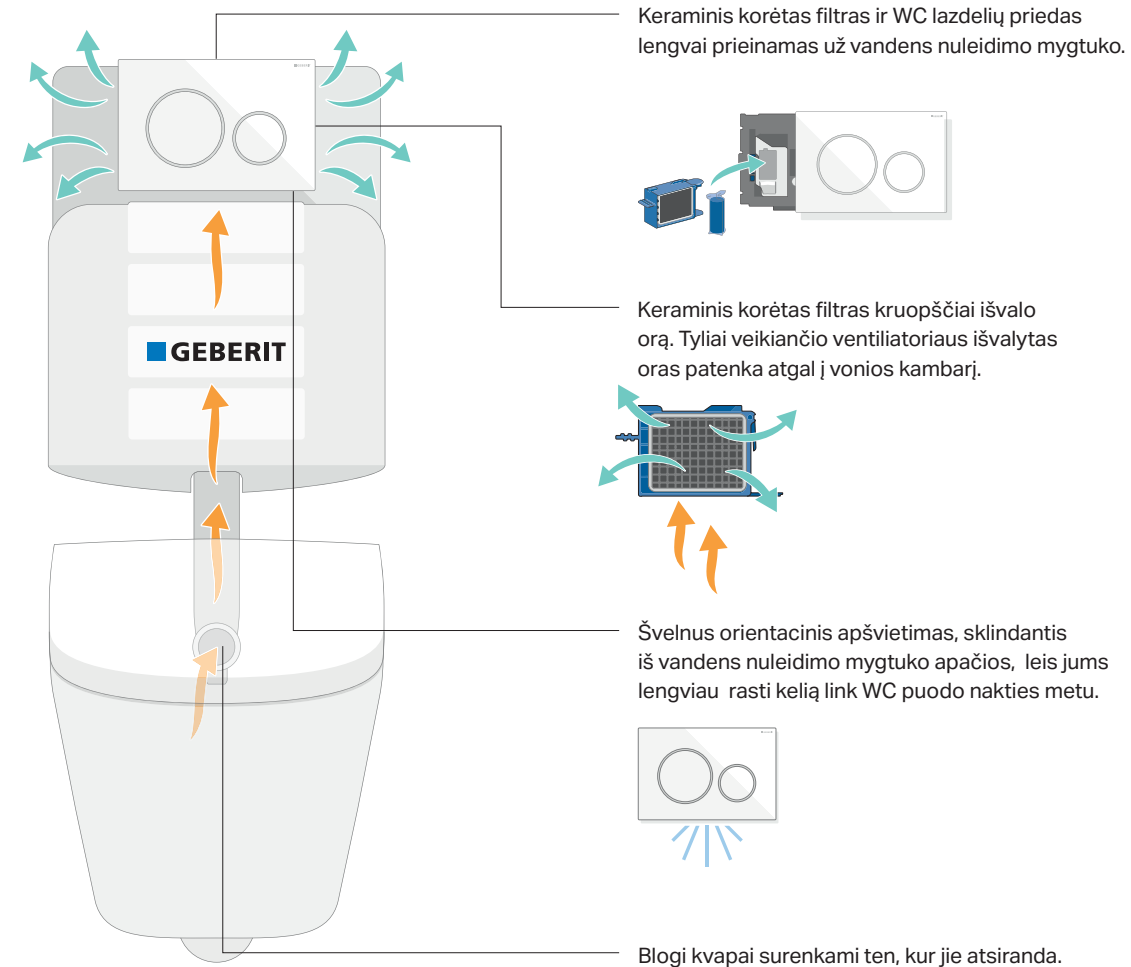 Keraminis korėtas filtras ir WC lazdelių priedas
lengvai prieinamas už vandens nuleidimo mygtuko.
Keraminis korėtas filtras kruopščiai išvalo
orą. Tyliai veikiančio ventiliatoriaus išvalytas
oras patenka atgal į vonios kambarį.
GEBERIT
Švelnus orientacinis apšvietimas, sklindantis
iš vandens nuleidimo mygtuko apačios, leis jums
lengviau rasti kelią link WC puodo nakties metu.
Blogi kvapai surenkami ten, kur jie atsiranda.